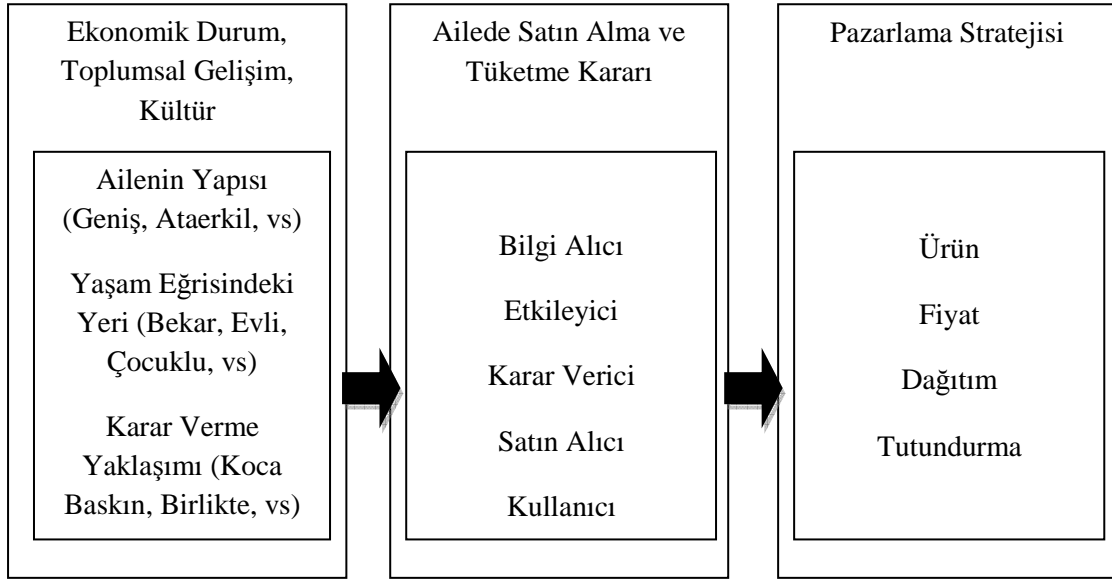 Ekonomik Durum,
Toplumsal Gelişim,
Kültür
Ailenin Yapısı
(Geniş, Ataerkil, vs)
Yaşam Eğrisindeki
Yeri (Bekar, Evli,
Çocuklu, vs)
Karar Verme
Yaklaşımı (Koca
Baskın, Birlikte, vs)
Ailede Satın Alma ve
Tüketme Kararı
Bilgi Alıcı
Etkileyici
Karar Verici
Satın Alıcı
Kullanıcı
Pazarlama Stratejisi
Ürün
Fiyat
Dağıtım
Tutundurma